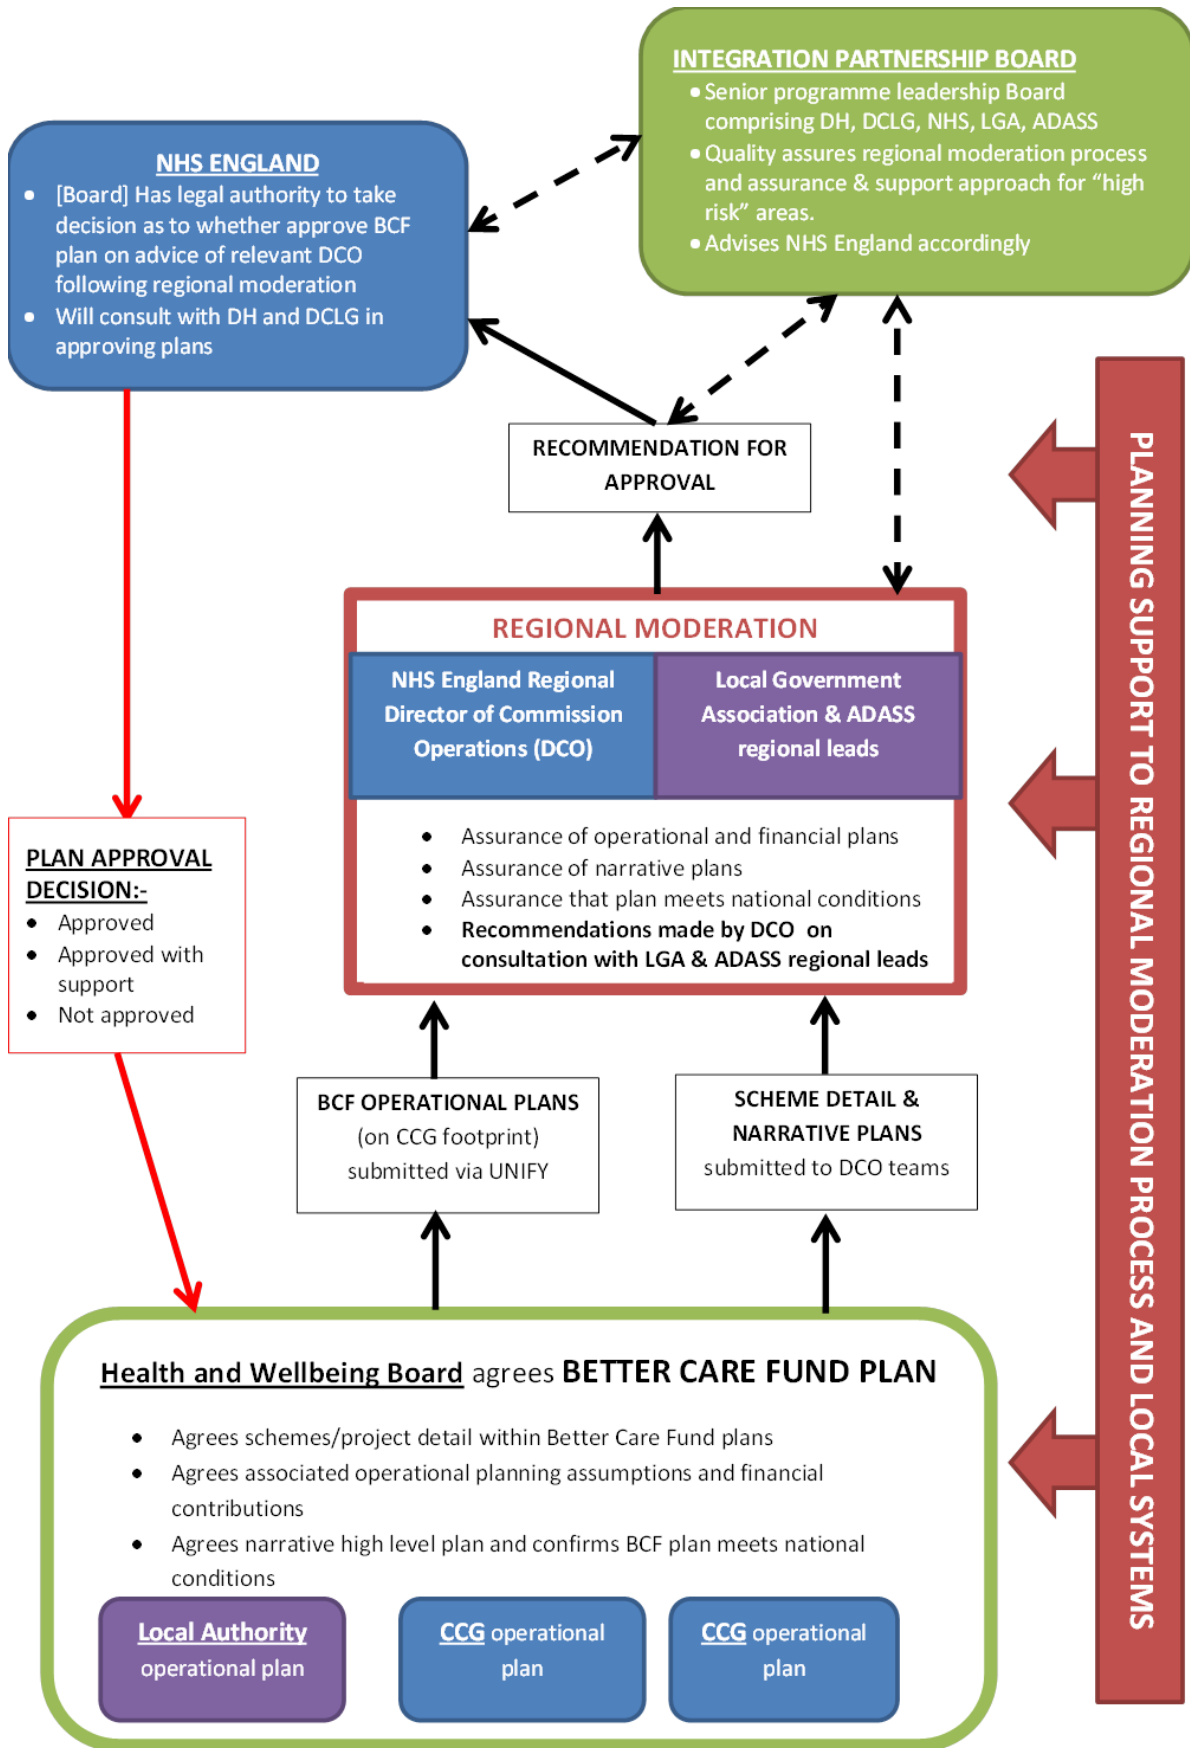 INTEGRATION PARTNERSHIP BOARD
• Senior programme leadership Board
comprising DH, DCLG, NHS, LGA, ADASS
• Quality assures regional moderation process
and assurance & support approach for “high
risk” areas.
• Advises NHS England accordingly
NHS ENGLAND
• [Board] Has legal authority to take
decision as to whether approve BCF
plan on advice of relevant DCO
following regional moderation
• Will consult with DH and DCLG in
approving plans
RECOMMENDATION FOR
APPROVAL
REGIONAL MODERATION
NHS England Regional
Director of Commission
Operations (DCO)
Local Government
Association & ADASS
regional leads
• Assurance of operational and financial plans
• Assurance of narrative plans
• Assurance that plan meets national conditions
• Recommendations made by DCO on
consultation with LGA & ADASS regional leads
PLAN APPROVAL
DECISION:-
• Approved
• Approved with
support
• Not approved
BCF OPERATIONAL PLANS
(on CCG footprint)
submitted via UNIFY
SCHEME DETAIL &
NARRATIVE PLANS
submitted to DCO teams
Health and Wellbeing Board agrees BETTER CARE FUND PLAN
• Agrees schemes/project detail within Better Care Fund plans
• Agrees associated operational planning assumptions and financial
contributions
• Agrees narrative high level plan and confirms BCF plan meets national
conditions
Local Authority
operational plan
CCG operational
plan
CCG operational
plan
PLANNING SUPPORT TO REGIONAL MODERATION PROCESS AND LOCAL SYSTEMS